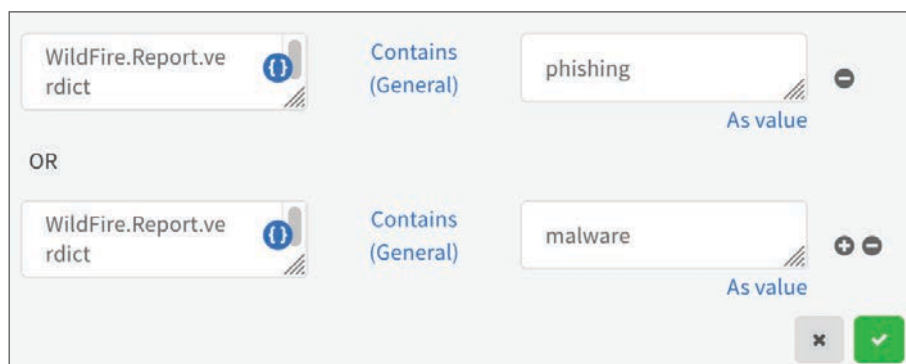 WildFire.Report.ve
rdict
{}
Contains
(General)
phishing
As value
OR
WildFire.Report.ve
rdict
{}
Contains
(General)
malware
As value